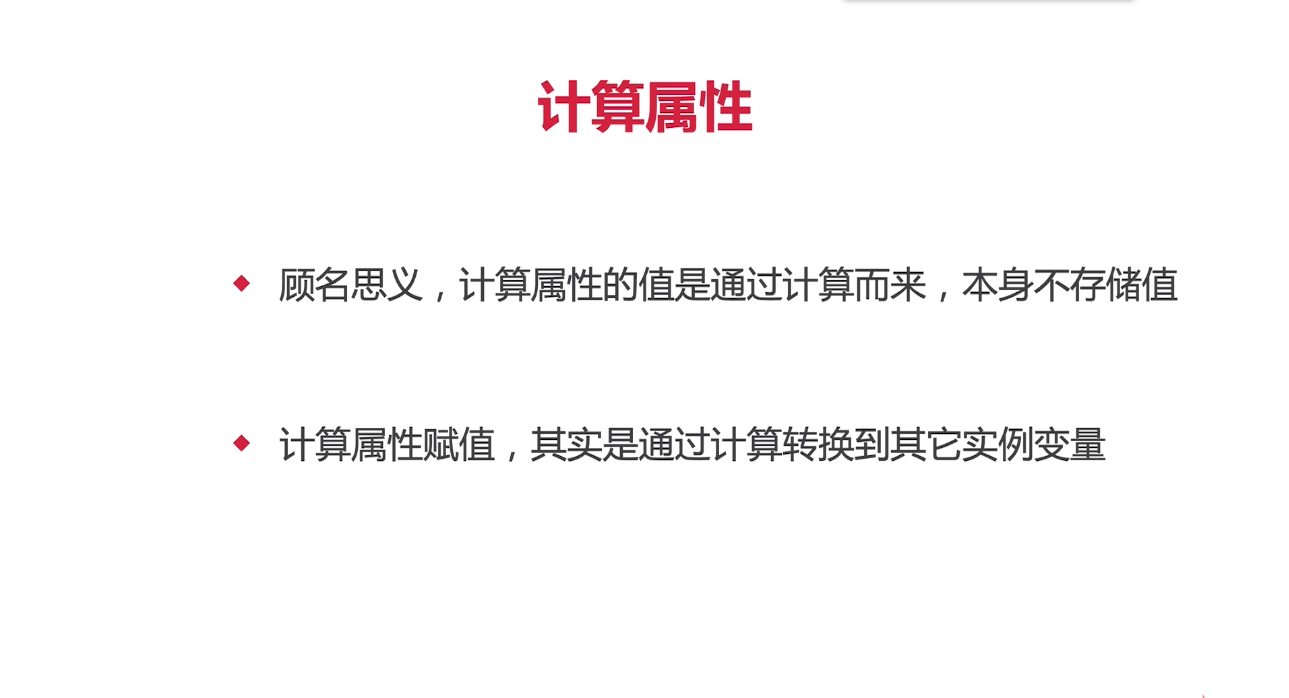 计算属性
顾名思义，计算属性的值是通过计算而来，本身不存储值
计算属性赋值，其实是通过计算转换到其它实例变量